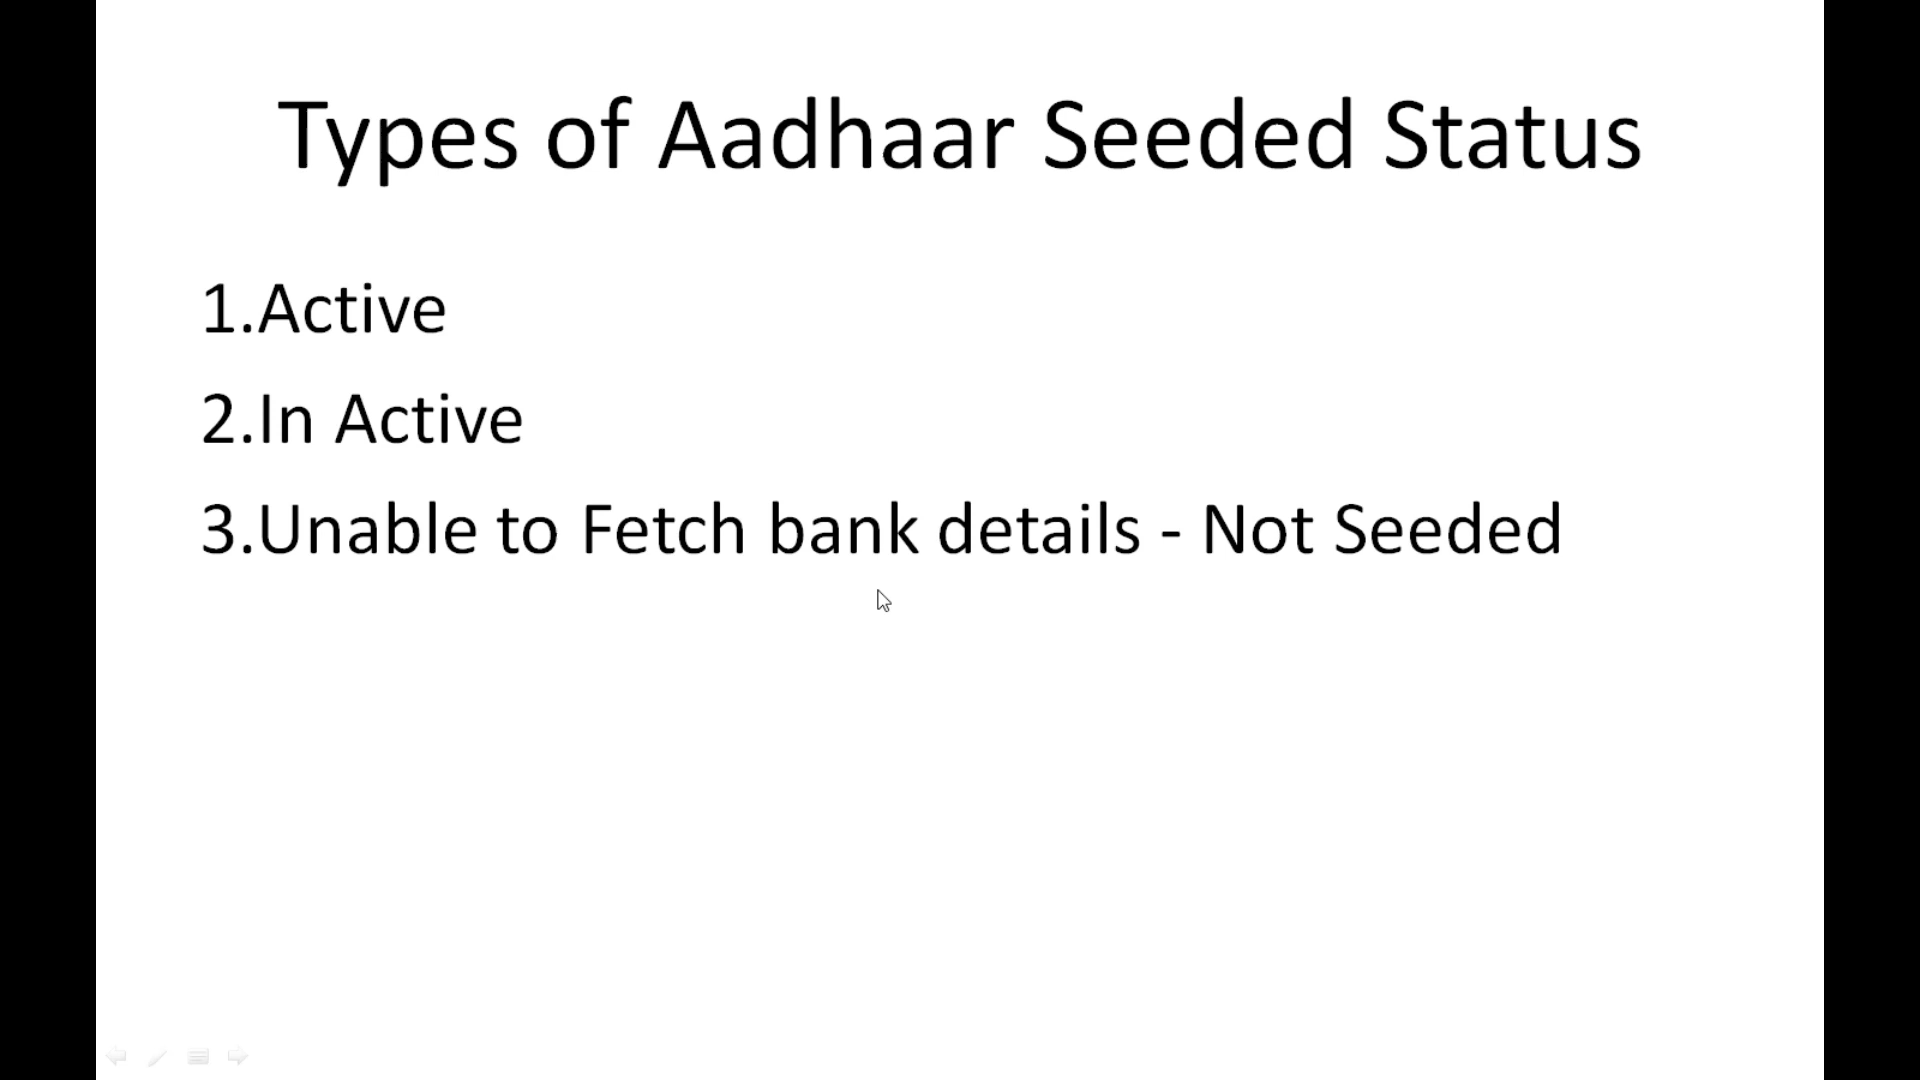 Types of Aadhaar Seeded Status
1.Active
2.In Active
3.Unable to Fetch bank details - Not Seeded